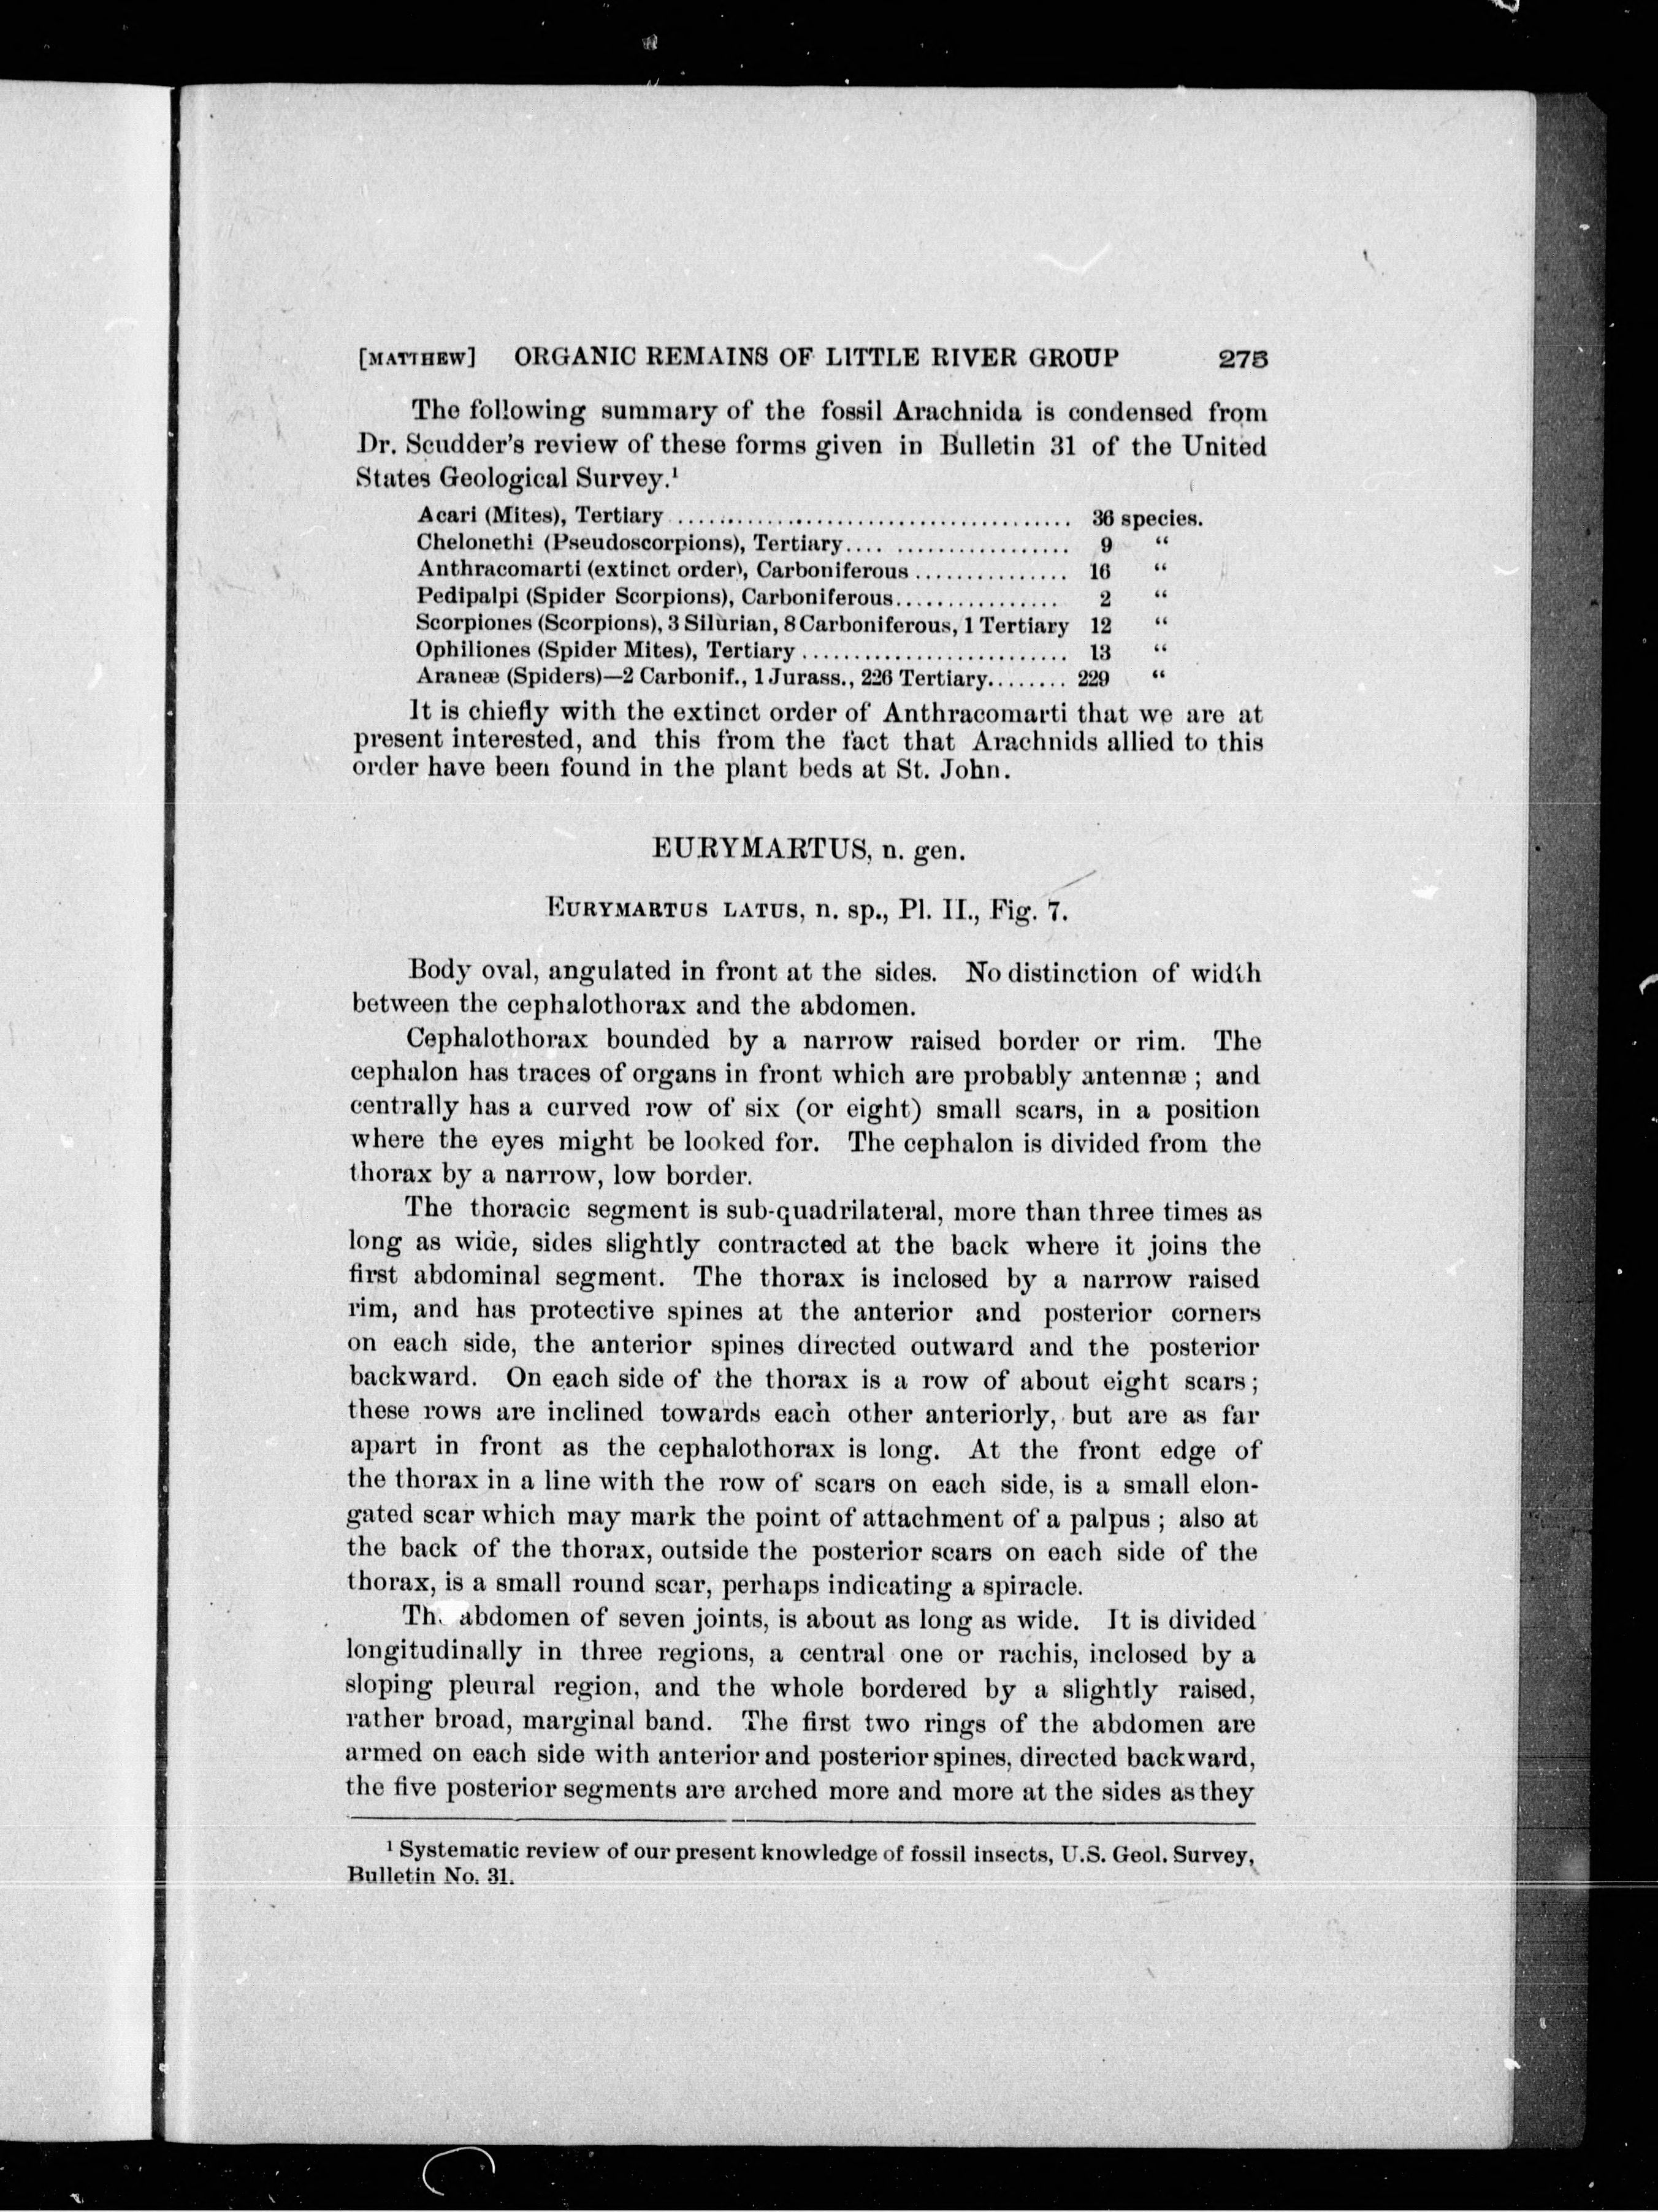 [MATTHEW] ORGANIC REMAINS OF LITTLE RIVER GROUP 275
The following summary of the fossil Arachnida is condensed from
Dr. Scudder's review of these forms given in Bulletin 31 of the United
States Geological Survey.¹
Acari (Mites), Tertiary ........................................ 36 species.
Chelonethi (Pseudoscorpions), Tertiary.... .................. 9 “
Anthracomarti (extinct order), Carboniferous ............... 16 “
Pedipalpi (Spider Scorpions), Carboniferous................ 2 “
Scorpiones (Scorpions), 3 Silurian, 8 Carboniferous, 1 Tertiary 12 “
Ophiliones (Spider Mites), Tertiary .......................... 13 “
Araneæ (Spiders)—2 Carbonif., 1 Jurass., 226 Tertiary........ 229 “
It is chiefly with the extinct order of Anthracomarti that we are at
present interested, and this from the fact that Arachnids allied to this
order have been found in the plant beds at St. John.
EURYMARTUS, n. gen.
EURYMARTUS LATUS, n. sp., Pl. II., Fig. 7.
Body oval, angulated in front at the sides. No distinction of width
between the cephalothorax and the abdomen.
Cephalothorax bounded by a narrow raised border or rim. The
cephalon has traces of organs in front which are probably antennæ ; and
centrally has a curved row of six (or eight) small scars, in a position
where the eyes might be looked for. The cephalon is divided from the
thorax by a narrow, low border.
The thoracic segment is sub-quadrilateral, more than three times as
long as wide, sides slightly contracted at the back where it joins the
first abdominal segment. The thorax is inclosed by a narrow raised
rim, and has protective spines at the anterior and posterior corners
on each side, the anterior spines directed outward and the posterior
backward. On each side of the thorax is a row of about eight scars ;
these rows are inclined towards each other anteriorly, but are as far
apart in front as the cephalothorax is long. At the front edge of
the thorax in a line with the row of scars on each side, is a small elon-
gated scar which may mark the point of attachment of a palpus ; also at
the back of the thorax, outside the posterior scars on each side of the
thorax, is a small round scar, perhaps indicating a spiracle.
Th. abdomen of seven joints, is about as long as wide. It is divided
longitudinally in three regions, a central one or rachis, inclosed by a
sloping pleural region, and the whole bordered by a slightly raised,
rather broad, marginal band. The first two rings of the abdomen are
armed on each side with anterior and posterior spines, directed backward,
the five posterior segments are arched more and more at the sides as they
¹ Systematic review of our present knowledge of fossil insects, U.S. Geol. Survey,
Bulletin No. 31.